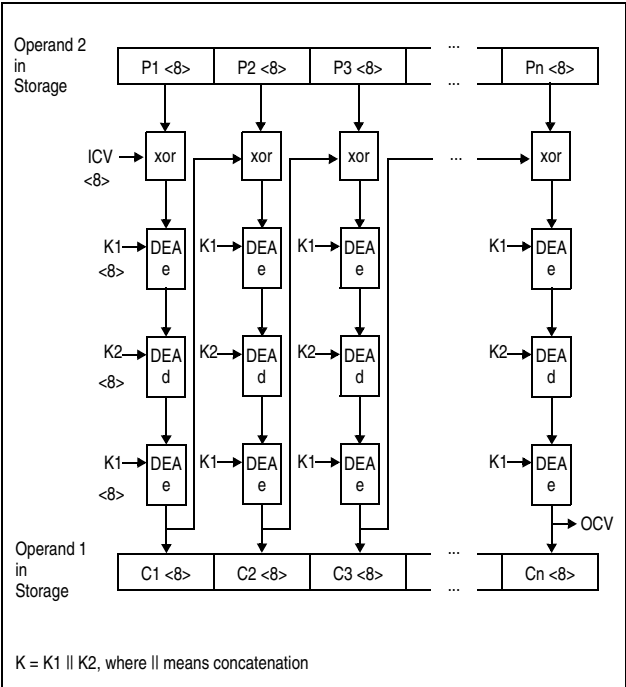 Operand 2
in
Storage
P1 <8> P2 <8> P3 <8> ... ... Pn <8>
ICV
<8>
xor xor xor ... xor
K1 DEA e K1 DEA e K1 DEA e K1 DEA e
<8>
K2 DEA d K2 DEA d K2 DEA d K2 DEA d
<8>
K1 DEA e K1 DEA e K1 DEA e K1 DEA e
<8>
OCV
Operand 1
in
Storage
C1 <8> C2 <8> C3 <8> ... ... Cn <8>
K = K1 || K2, where || means concatenation